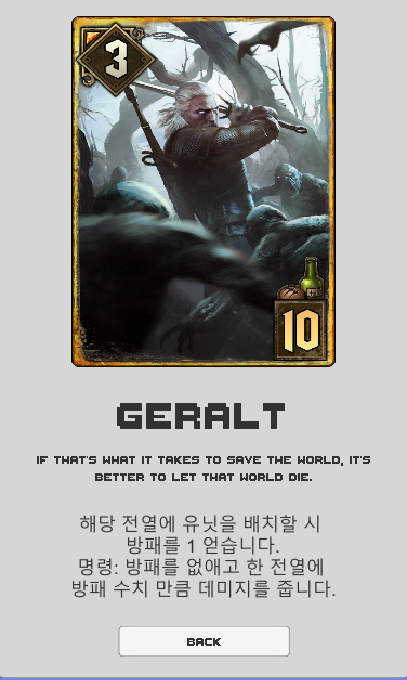 3
10
GERALT
IF THAT'S WHAT IT TAKES TO SAVE THE WORLD, IT'S
BETTER TO LET THAT WORLD DIE.
해당 전열에 유닛을 배치할 시
방패를 1 얻습니다.
명령: 방패를 없애고 한 전열에
방패 수치 만큼 데미지를 줍니다.
BACK